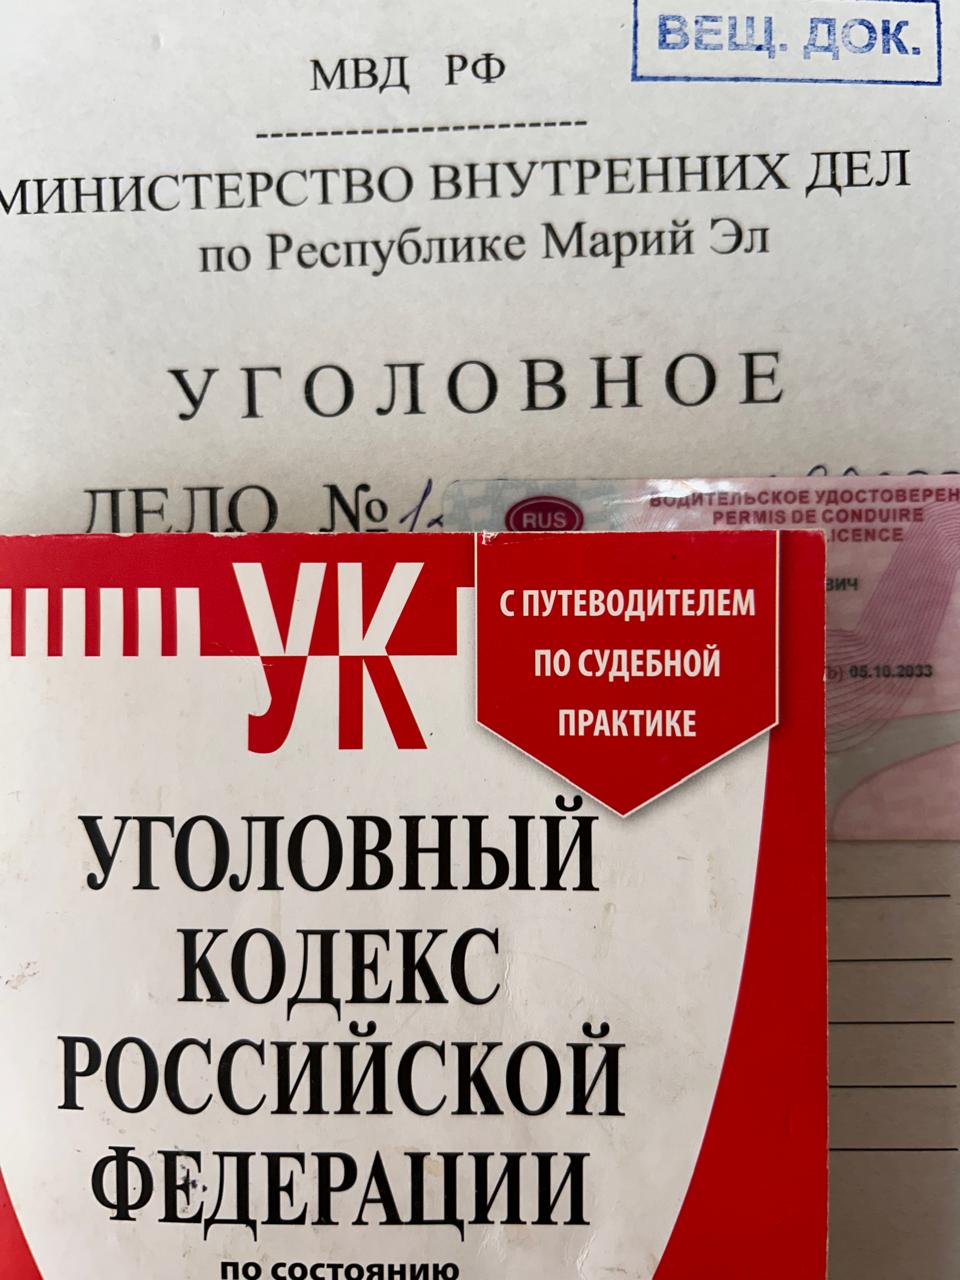 ВЕЩ. ДОК.
МВД РФ
----------------------
МИНИСТЕРСТВО ВНУТРЕННИХ ДЕЛ
по Республике Марий Эл
УГОЛОВНОЕ
ДЕЛО №
RUS
ВОДИТЕЛЬСКОЕ УДОСТОВЕРЕН
PERMIS DE CONDUIRE
LICENCE
ВИЧ
05.10.2033
УК
С ПУТЕВОДИТЕЛЕМ
ПО СУДЕБНОЙ
ПРАКТИКЕ
УГОЛОВНЫЙ
КОДЕКС
РОССИЙСКОЙ
ФЕДЕРАЦИИ
по состоянию